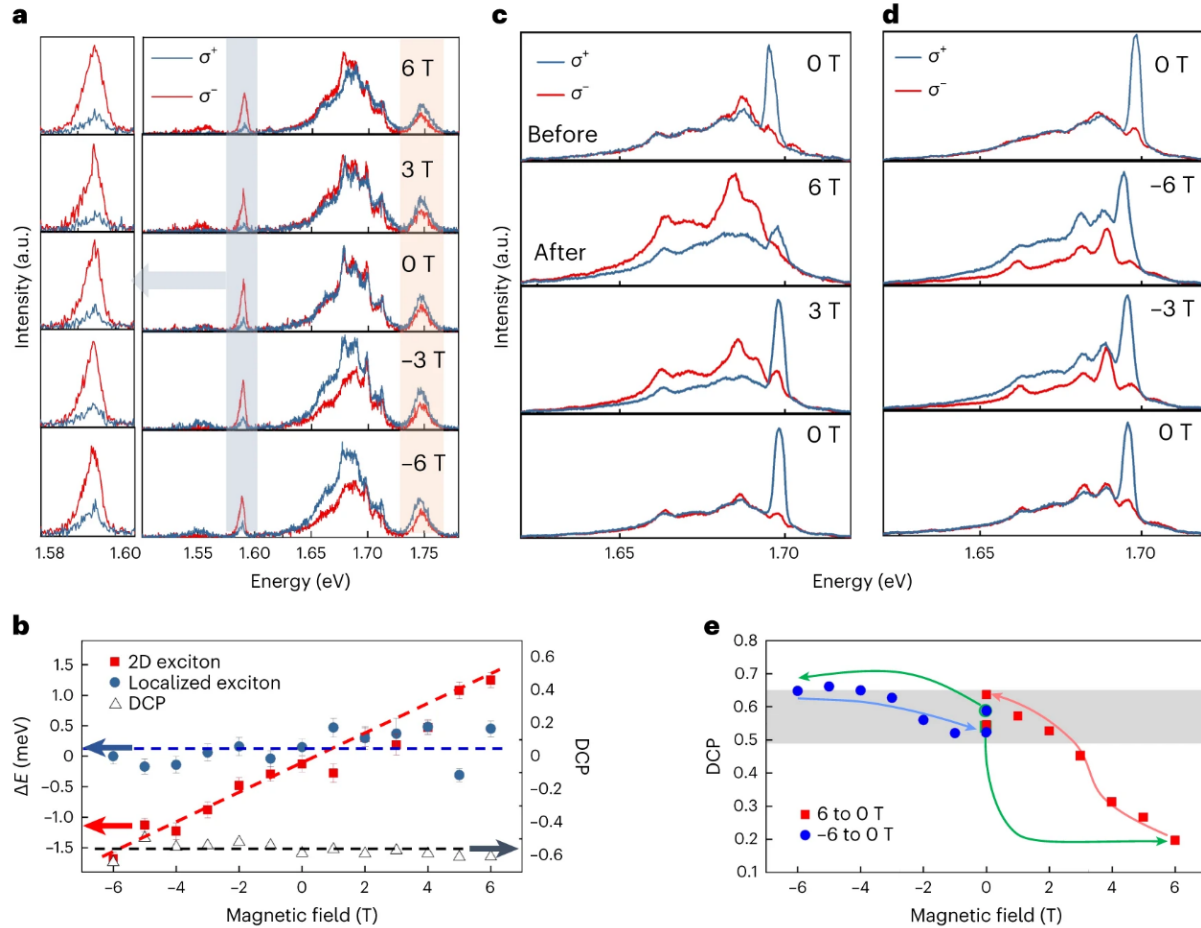 a
σ+
σ−
6 T
3 T
0 T
−3 T
−6 T
Intensity (a.u.)
1.58 1.60 1.55 1.60 1.65 1.70 1.75
Energy (eV)
c
σ+
σ−
0 T
Before
6 T
After
3 T
0 T
Intensity (a.u.)
1.65 1.70
d
σ+
σ−
0 T
−6 T
−3 T
0 T
1.65 1.70
Energy (eV)
b
2D exciton
Localized exciton
DCP
1.5
1.0
0.5
0
−0.5
−1.0
−1.5
ΔE (meV)
0.6
0.4
0.2
0
−0.2
−0.4
−0.6
DCP
−6 −4 −2 0 2 4 6
Magnetic field (T)
e
0.8
0.7
0.6
0.5
0.4
0.3
0.2
0.1
DCP
6 to 0 T
−6 to 0 T
−6 −4 −2 0 2 4 6
Magnetic field (T)